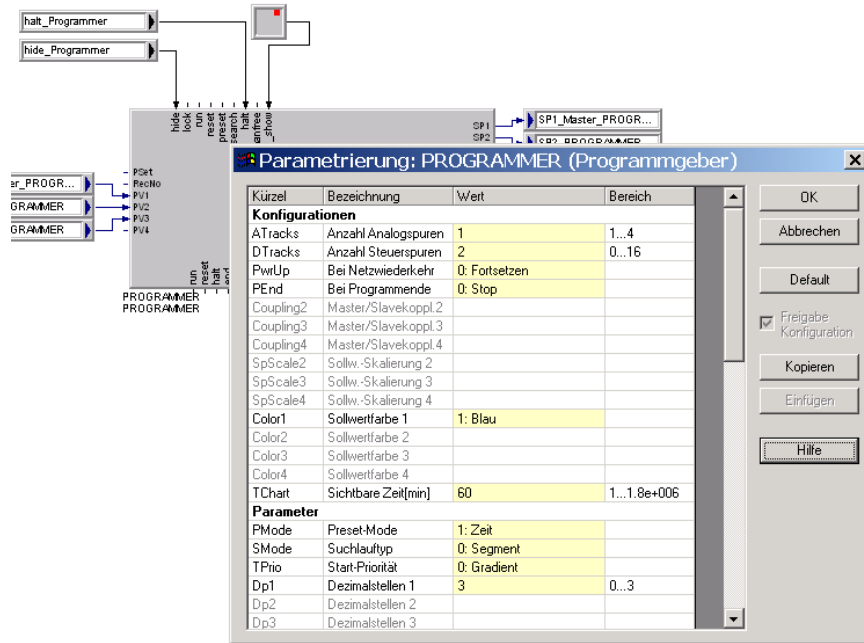 halt_Programmer
hide_Programmer
hide
lock
run
reset
preset
search
halt
anfree
_show
SP1
SP2
SP1_Master_PROGR...
SP2_PROGRAMMER
PSet
RecNo
PV1
PV2
PV3
PV4
er_PROGR...
GRAMMER
GRAMMER
run
reset
halt
end
PROGRAMMER
PROGRAMMER
Parametrierung: PROGRAMMER (Programmgeber)
Kürzel Bezeichnung Wert Bereich
Konfigurationen
ATracks Anzahl Analogspuren 1 1...4
DTracks Anzahl Steuerspuren 2 0...16
PwrUp Bei Netzwiederkehr 0: Fortsetzen
PEnd Bei Programmende 0: Stop
Coupling2 Master/Slavekoppl.2
Coupling3 Master/Slavekoppl.3
Coupling4 Master/Slavekoppl.4
SpScale2 Sollw.-Skalierung 2
SpScale3 Sollw.-Skalierung 3
SpScale4 Sollw.-Skalierung 4
Color1 Sollwertfarbe 1 1: Blau
Color2 Sollwertfarbe 2
Color3 Sollwertfarbe 3
Color4 Sollwertfarbe 4
TChart Sichtbare Zeit[min] 60 1...1.8e+006
Parameter
PMode Preset-Mode 1: Zeit
SMode Suchlauftyp 0: Segment
TPrio Start-Priorität 0: Gradient
Dp1 Dezimalstellen 1 3 0...3
Dp2 Dezimalstellen 2
Dp3 Dezimalstellen 3
OK
Abbrechen
Default
Freigabe
Konfiguration
Kopieren
Einfügen
Hilfe